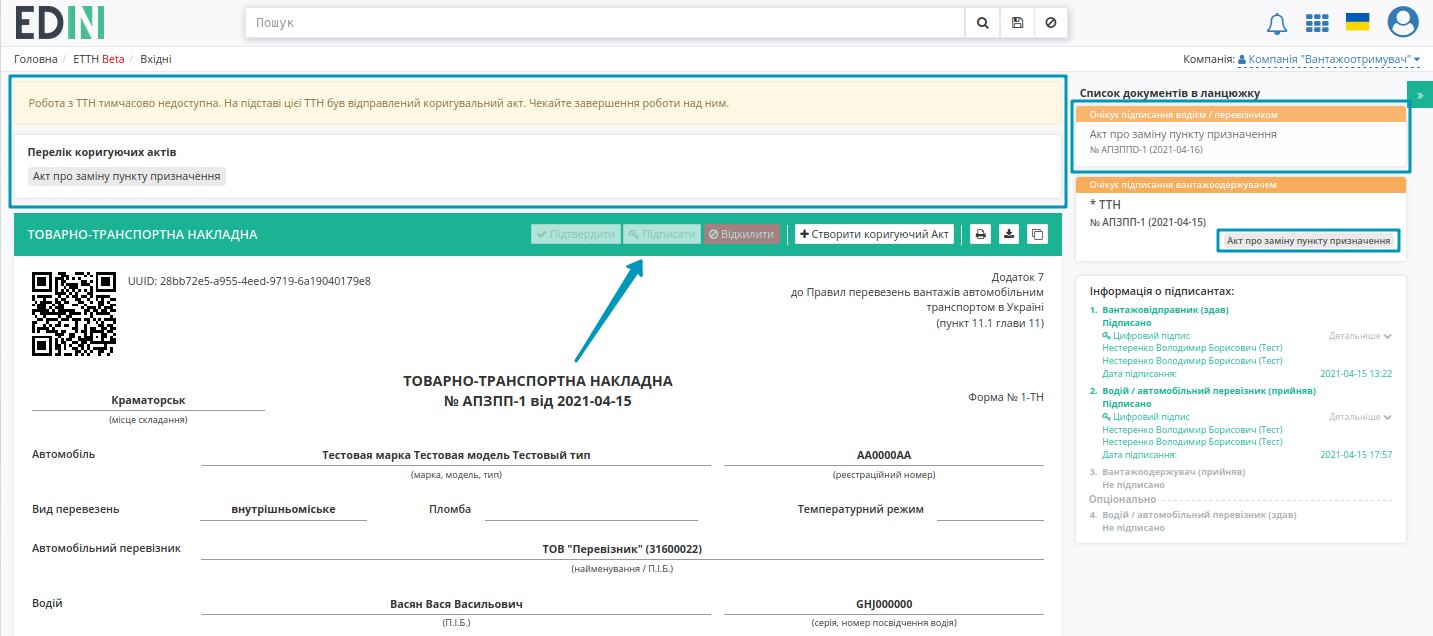 EDIN
Пошук
Головна / ЕТТН Beta / Вхідні
Компанія: Компанія "Вантажоотримувач"
Робота з ТТН тимчасово недоступна. На підставі цієї ТТН був відправлений коригувальний акт. Чекайте завершення роботи над ним.
Перелік коригуючих актів
Акт про заміну пункту призначення
ТОВАРНО-ТРАНСПОРТНА НАКЛАДНА
Підтвердити
Підписати
Відхилити
Створити коригуючий Акт
UUID: 28bb72e5-a955-4eed-9719-6a19040179e8
Додаток 7
до Правил перевезень вантажів автомобільним
транспортом в Україні
(пункт 11.1 глави 11)
ТОВАРНО-ТРАНСПОРТНА НАКЛАДНА
№ АПЗПП-1 від 2021-04-15
Форма № 1-ТН
Краматорськ
(місце складання)
Автомобіль
Тестовая марка Тестовая модель Тестовый тип
(марка, модель, тип)
АА0000АА
(реєстраційний номер)
Вид перевезень
внутрішньоміське
Пломба
Температурний режим
Автомобільний перевізник
ТОВ "Перевізник" (31600022)
(найменування / П.І.Б.)
Водій
Васян Вася Васильович
(П.І.Б.)
GHJ000000
(серія, номер посвідчення водія)
Список документів в ланцюжку
»
Очікує підписання водієм / перевізником
Акт про заміну пункту призначення
№ АПЗППD-1 (2021-04-16)
Очікує підписання вантажоодержувачем
* ТТН
№ АПЗПП-1 (2021-04-15)
Акт про заміну пункту призначення
Інформація о підписантах:
1. Вантажовідправник (здав)
Підписано
Цифровий підпис Детальніше
Нестеренко Володимир Борисович (Тест)
Нестеренко Володимир Борисович (Тест)
Дата підписання: 2021-04-15 13:22
2. Водій / автомобільний перевізник (прийняв)
Підписано
Цифровий підпис Детальніше
Нестеренко Володимир Борисович (Тест)
Нестеренко Володимир Борисович (Тест)
Дата підписання: 2021-04-15 17:57
3. Вантажоодержувач (прийняв)
Не підписано
Опціонально
4. Водій / автомобільний перевізник (здав)
Не підписано